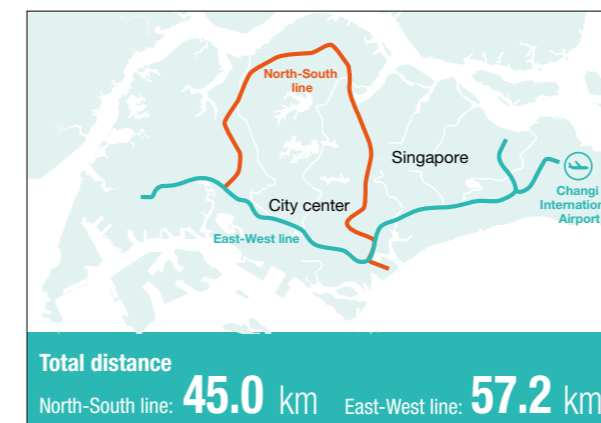 North-South
line
Singapore
City center
East-West line
Changi
Internation
Airport
Total distance
North-South line: 45.0 km East-West line: 57.2 km